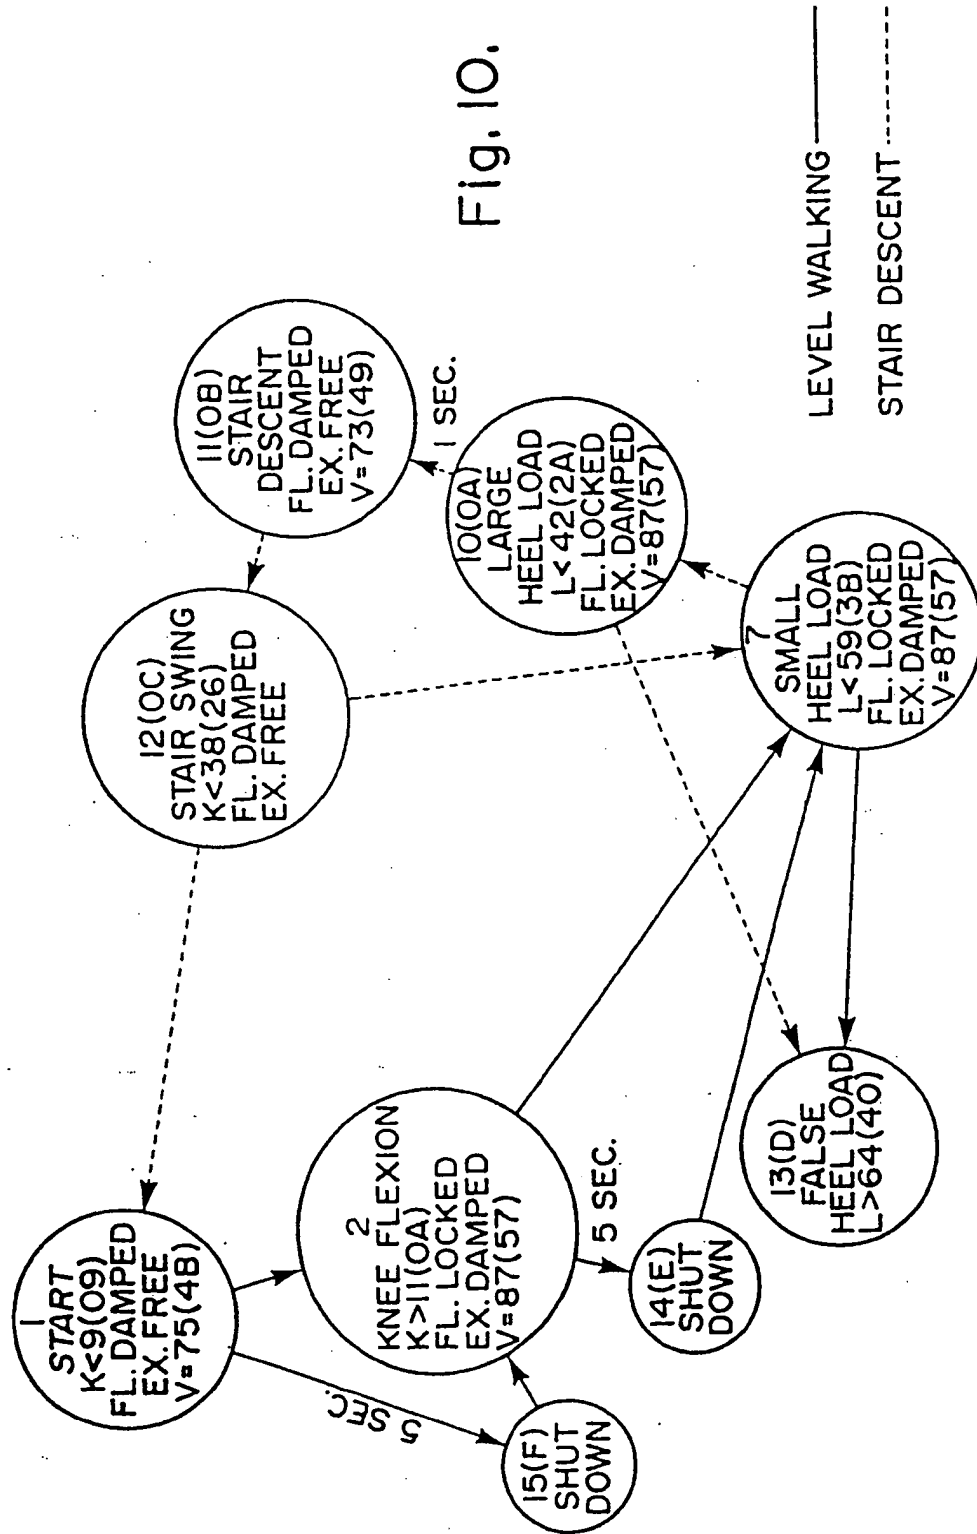 1
START
K<9(09)
FL.DAMPED
EX.FREE
V=75(4B)
5 SEC.
15(F)
SHUT
DOWN
2
KNEE FLEXION
K>11(0A)
FL. LOCKED
EX.DAMPED
V=87(57)
5 SEC.
14(E)
SHUT
DOWN
12(0C)
STAIR SWING
K<38(26)
FL. DAMPED
EX.FREE
11(0B)
STAIR
DESCENT
FL.DAMPED
EX.FREE
V=73(49)
1 SEC.
10(0A)
LARGE
HEEL LOAD
L<42(2A)
FL.LOCKED
EX.DAMPED
V=87(57)
7
SMALL
HEEL LOAD
L<59(3B)
FL. LOCKED
EX.DAMPED
V=87(57
13(D)
FALSE
HEEL LOAD
L>64(40)
Fig. 10.
LEVEL WALKING
STAIR DESCENT